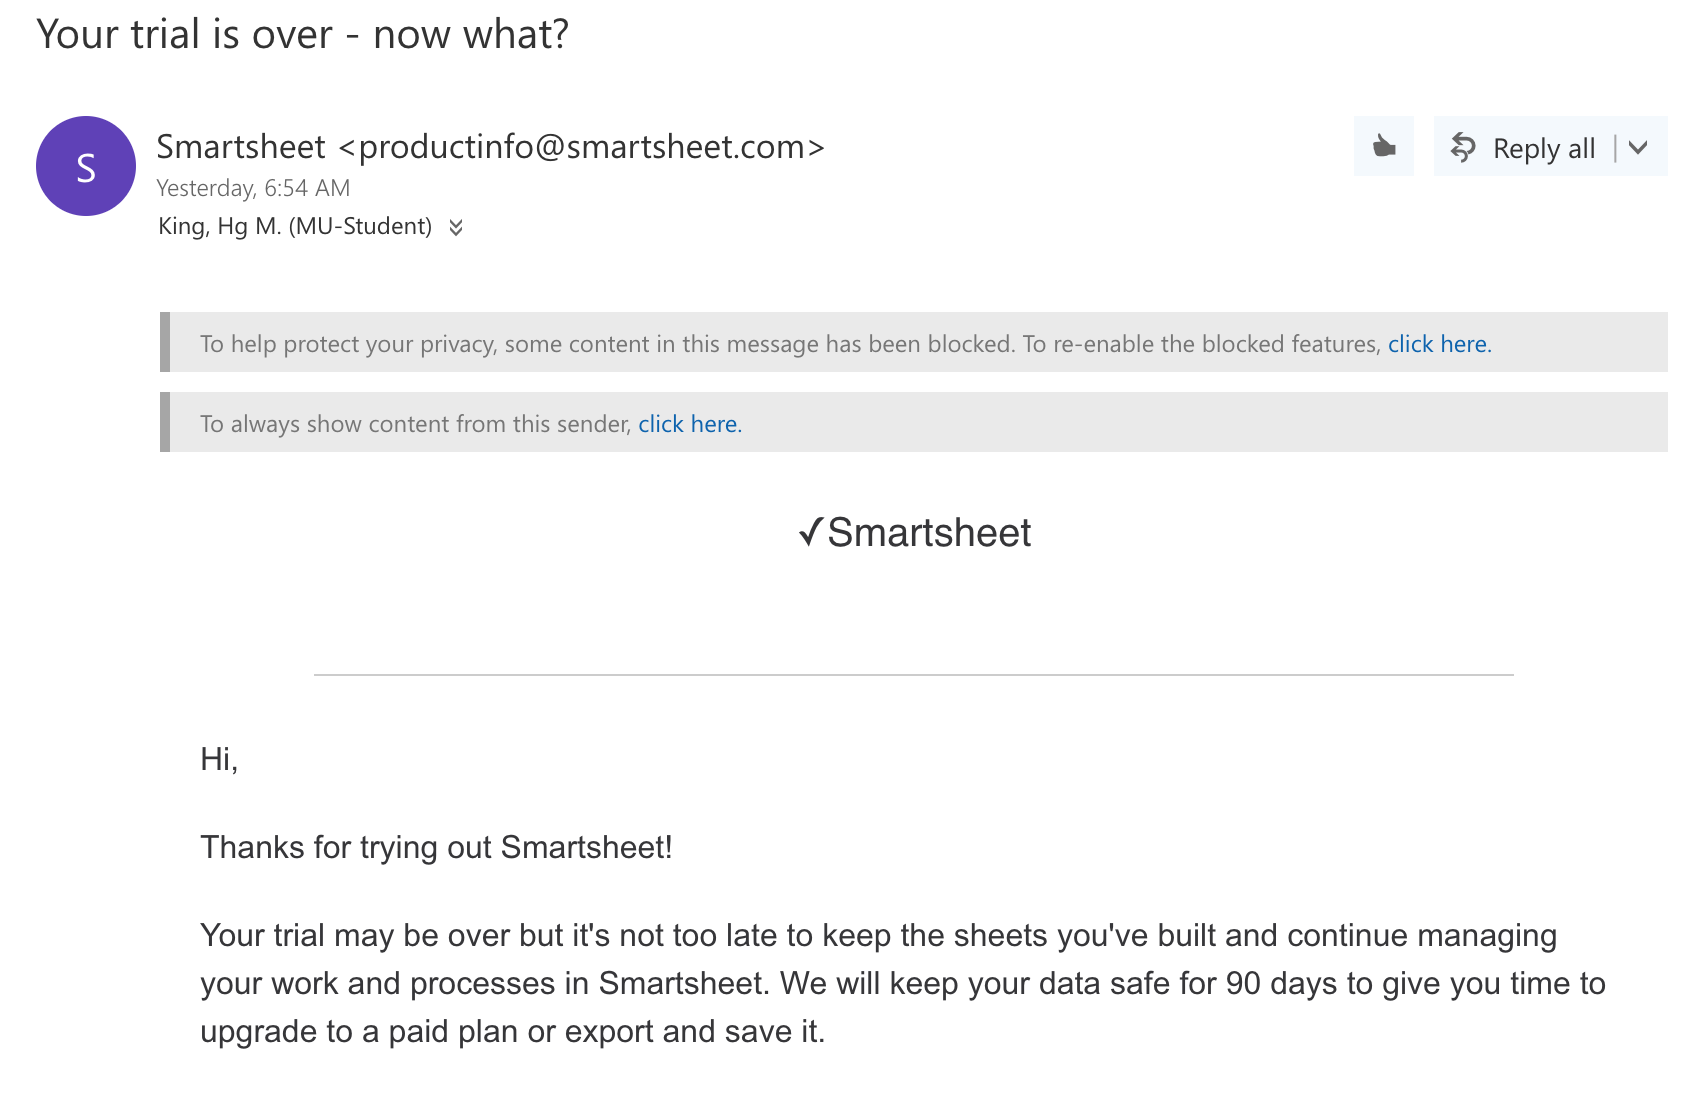 Your trial is over - now what?
S
Smartsheet <productinfo@smartsheet.com>
Reply all
Yesterday, 6:54 AM
King, Hg M. (MU-Student)
To help protect your privacy, some content in this message has been blocked. To re-enable the blocked features, click here.
To always show content from this sender, click here.
✓Smartsheet
Hi,
Thanks for trying out Smartsheet!
Your trial may be over but it's not too late to keep the sheets you've built and continue managing
your work and processes in Smartsheet. We will keep your data safe for 90 days to give you time to
upgrade to a paid plan or export and save it.